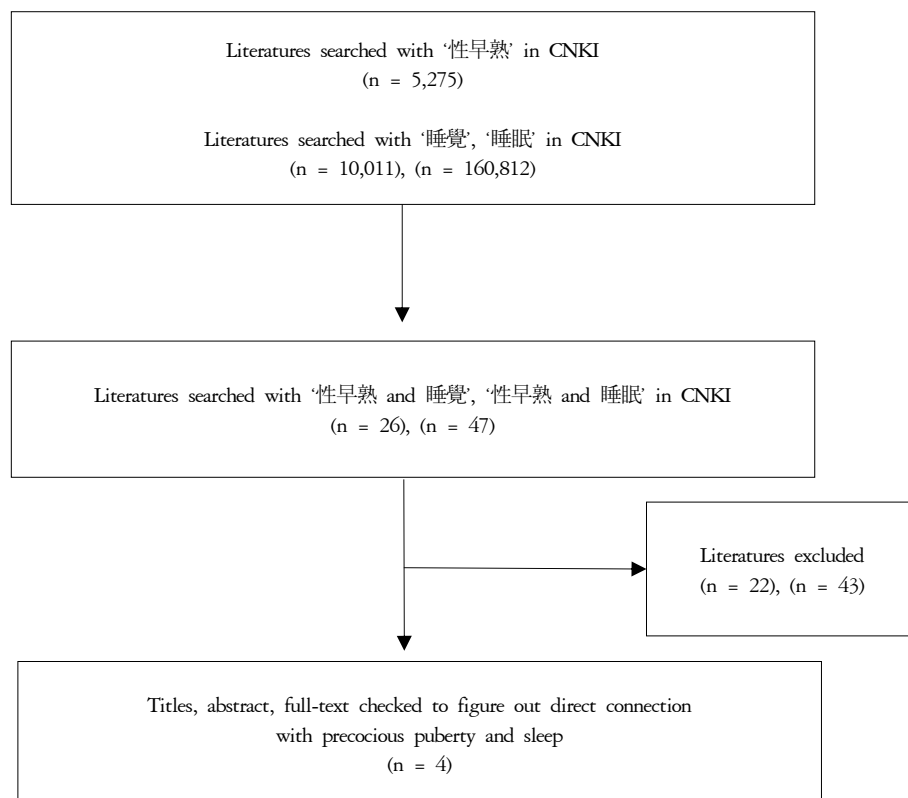 Literatures searched with ‘性早熟’ in CNKI
(n = 5,275)
Literatures searched with ‘睡覺’, ‘睡眠’ in CNKI
(n = 10,011), (n = 160,812)
Literatures searched with ‘性早熟 and 睡覺’, ‘性早熟 and 睡眠’ in CNKI
(n = 26), (n = 47)
Literatures excluded
(n = 22), (n = 43)
Titles, abstract, full-text checked to figure out direct connection
with precocious puberty and sleep
(n = 4)